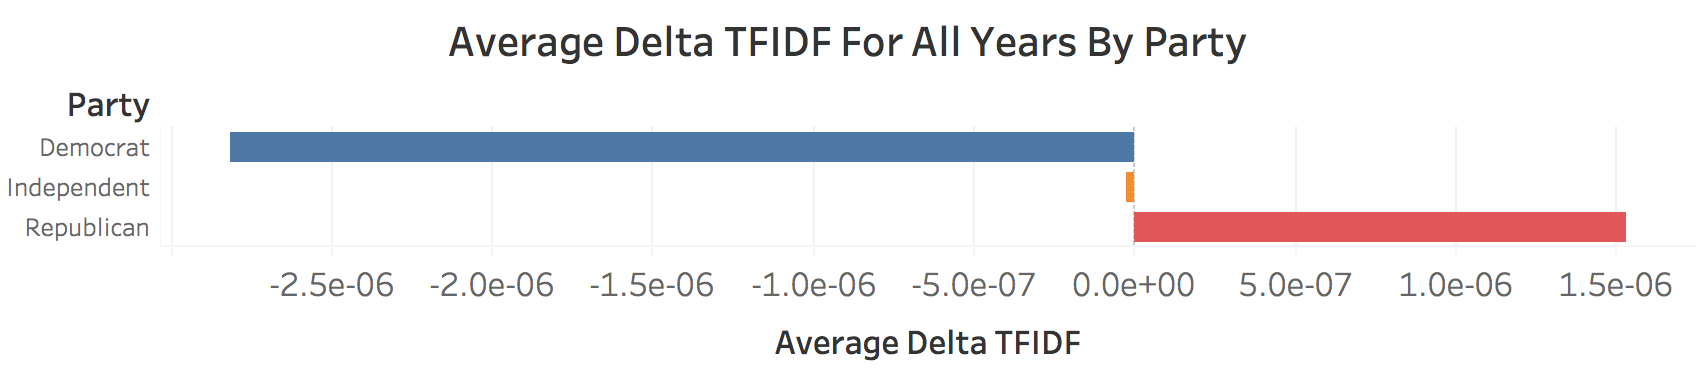 Average Delta TFIDF For All Years By Party
Party
Democrat
Independent
Republican
-2.5e-06 -2.0e-06 -1.5e-06 -1.0e-06 -5.0e-07 0.0e+00 5.0e-07 1.0e-06 1.5e-06
Average Delta TFIDF